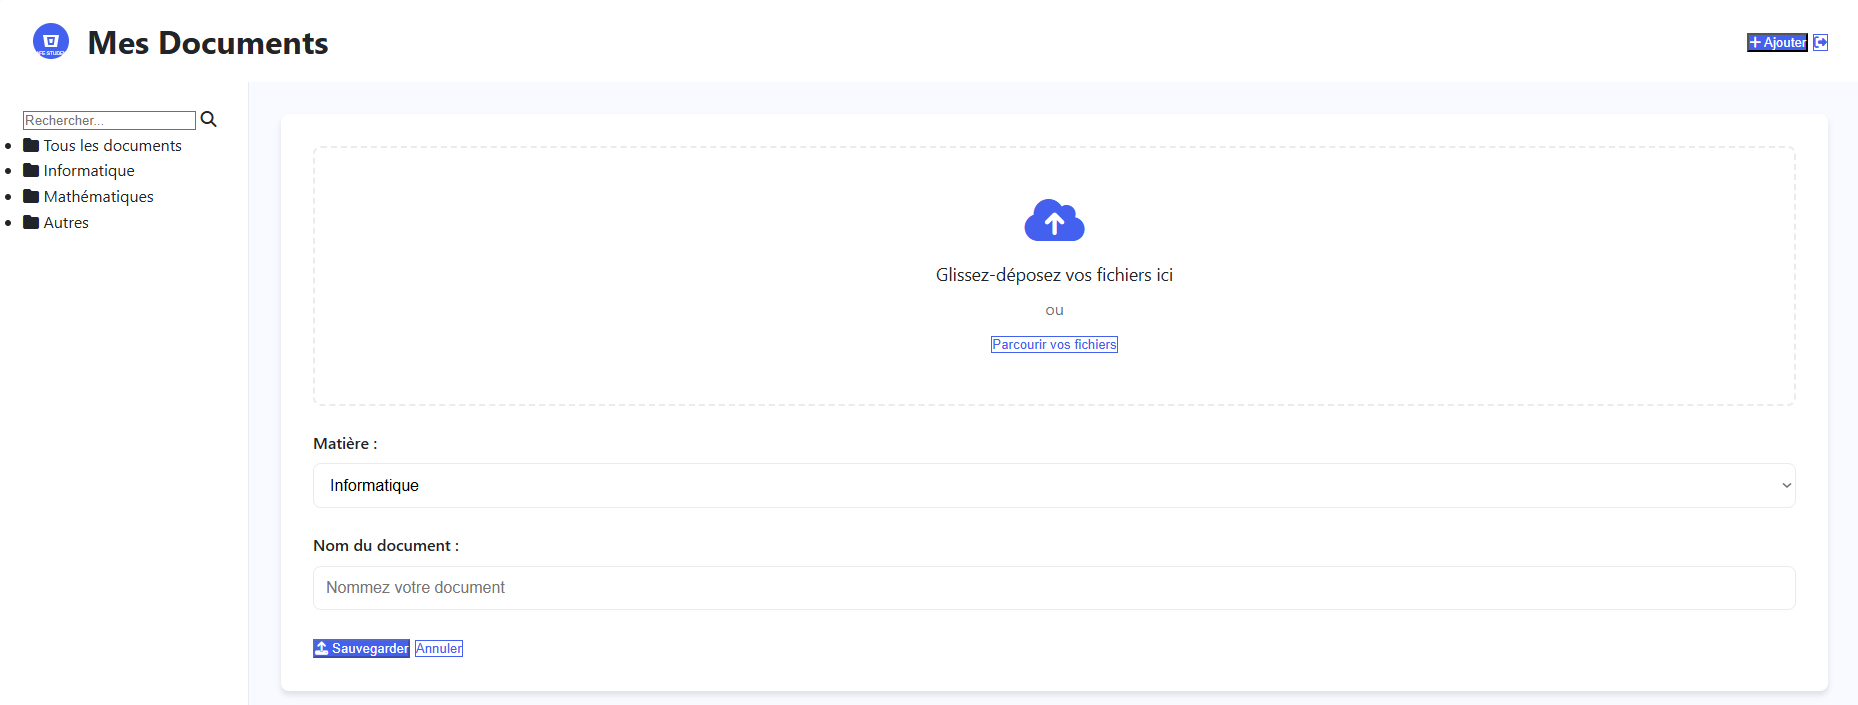 Mes Documents
+ Ajouter
Rechercher...
Tous les documents
Informatique
Mathématiques
Autres
Glissez-déposez vos fichiers ici
ou
Parcourir vos fichiers
Matière :
Informatique
Nom du document :
Nommez votre document
Sauvegarder Annuler